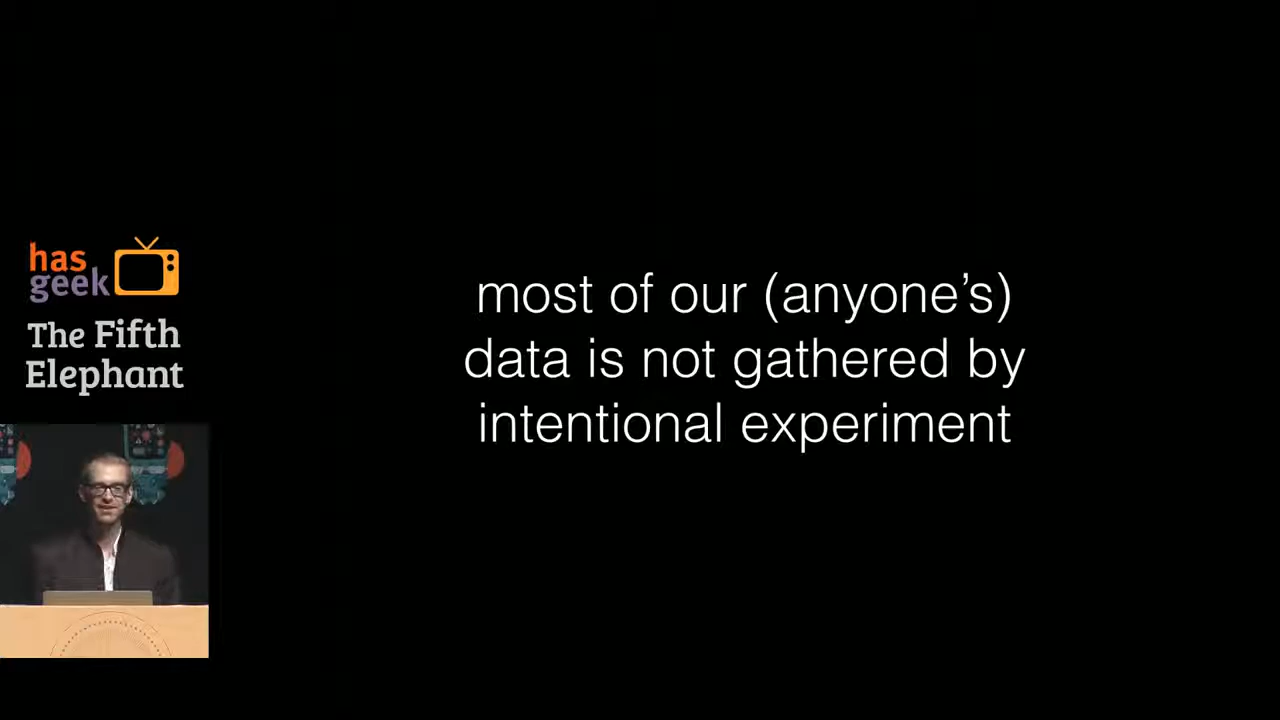 has
geek
The Fifth
Elephant
most of our (anyone's)
data is not gathered by
intentional experiment